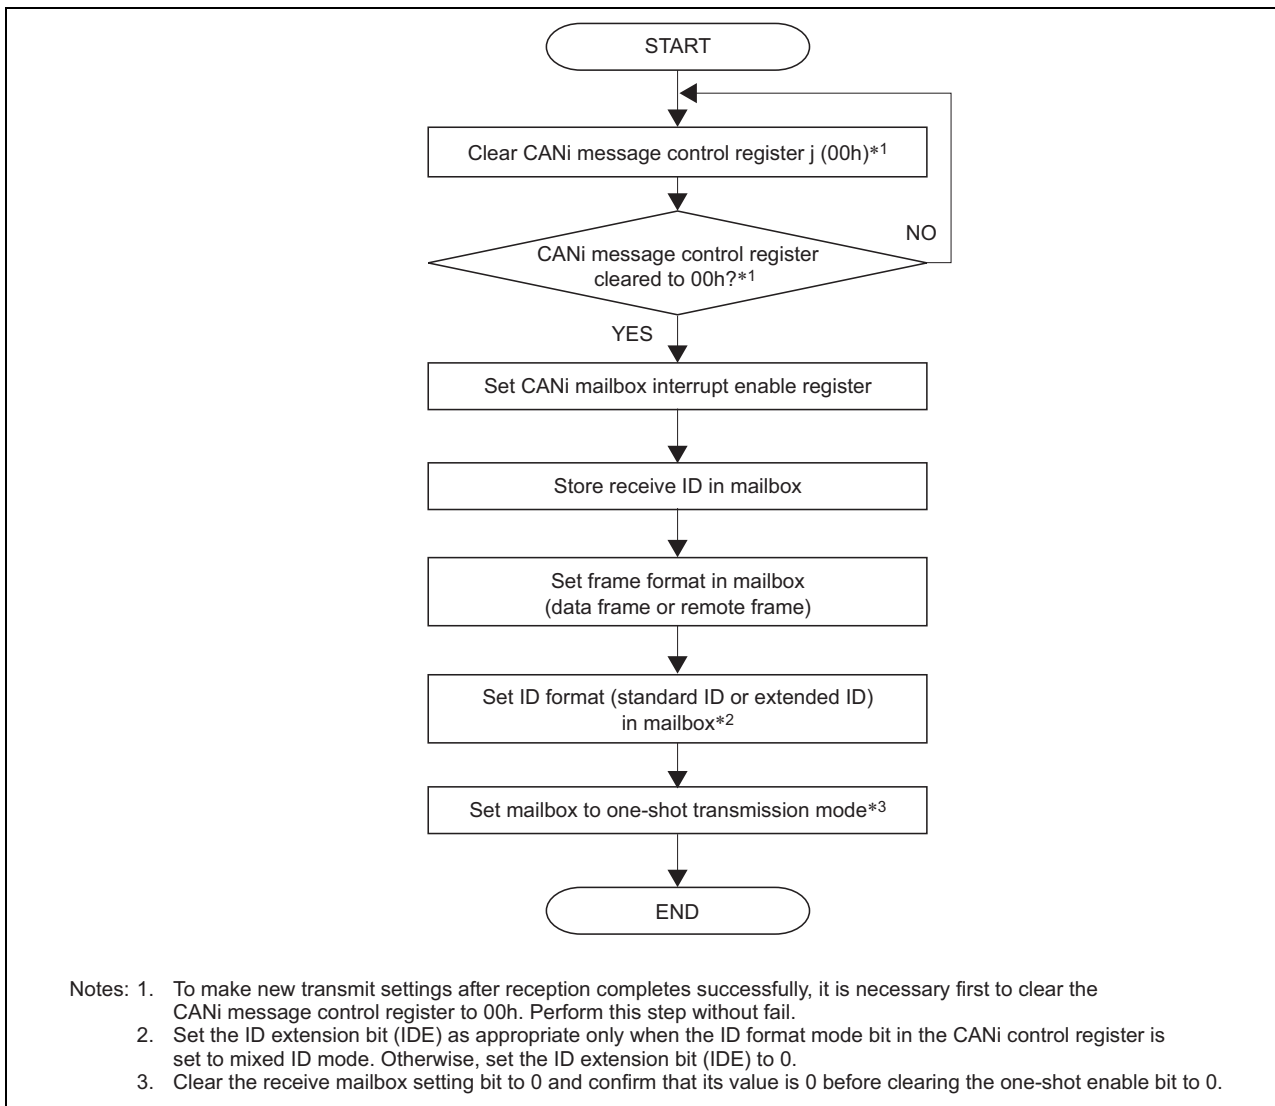 START
Clear CANi message control register j (00h)*1
NO
CANi message control register
cleared to 00h?*1
YES
Set CANi mailbox interrupt enable register
Store receive ID in mailbox
Set frame format in mailbox
(data frame or remote frame)
Set ID format (standard ID or extended ID)
in mailbox*2
Set mailbox to one-shot transmission mode*3
END
Notes: 1. To make new transmit settings after reception completes successfully, it is necessary first to clear the
CANi message control register to 00h. Perform this step without fail.
2. Set the ID extension bit (IDE) as appropriate only when the ID format mode bit in the CANi control register is
set to mixed ID mode. Otherwise, set the ID extension bit (IDE) to 0.
3. Clear the receive mailbox setting bit to 0 and confirm that its value is 0 before clearing the one-shot enable bit to 0.